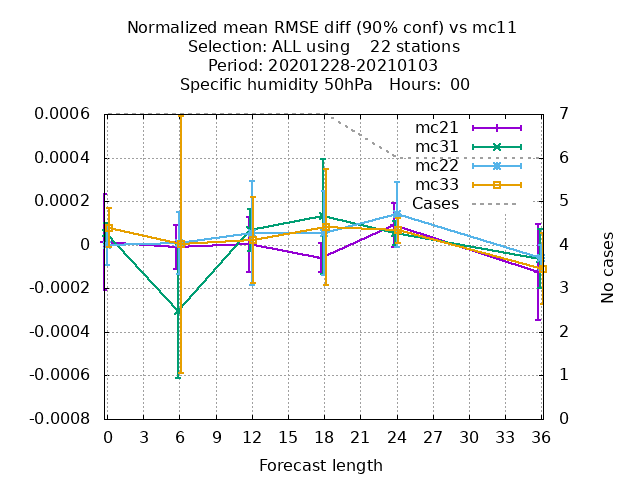 Normalized mean RMSE diff (90% conf) vs mc11
Selection: ALL using    22 stations
Period: 20201228-20210103
Specific humidity 50hPa   Hours:  00
0.0006
0.0004
0.0002
0
-0.0002
-0.0004
-0.0006
-0.0008
7
6
5
4
3
2
1
0
mc21
mc31
mc22
mc33
Cases
No cases
0 3 6 9 12 15 18 21 24 27 30 33 36
Forecast length